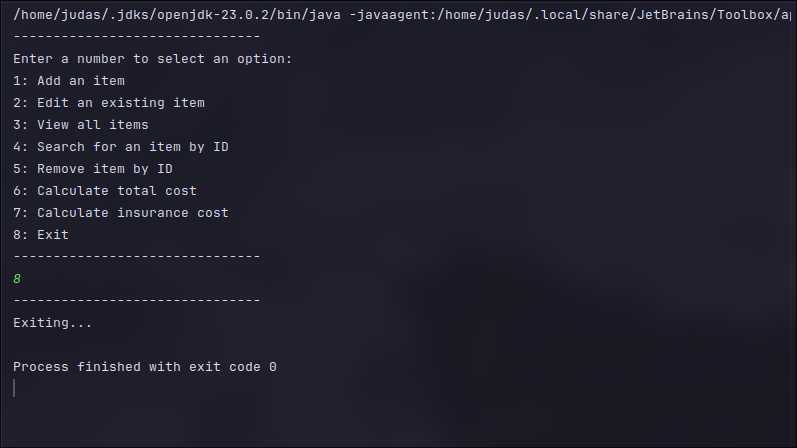 /home/judas/.jdks/openjdk-23.0.2/bin/java -javaagent:/home/judas/.local/share/JetBrains/Toolbox/ap
-------------------------------
Enter a number to select an option:
1: Add an item
2: Edit an existing item
3: View all items
4: Search for an item by ID
5: Remove item by ID
6: Calculate total cost
7: Calculate insurance cost
8: Exit
-------------------------------
8
-------------------------------
Exiting...
Process finished with exit code 0